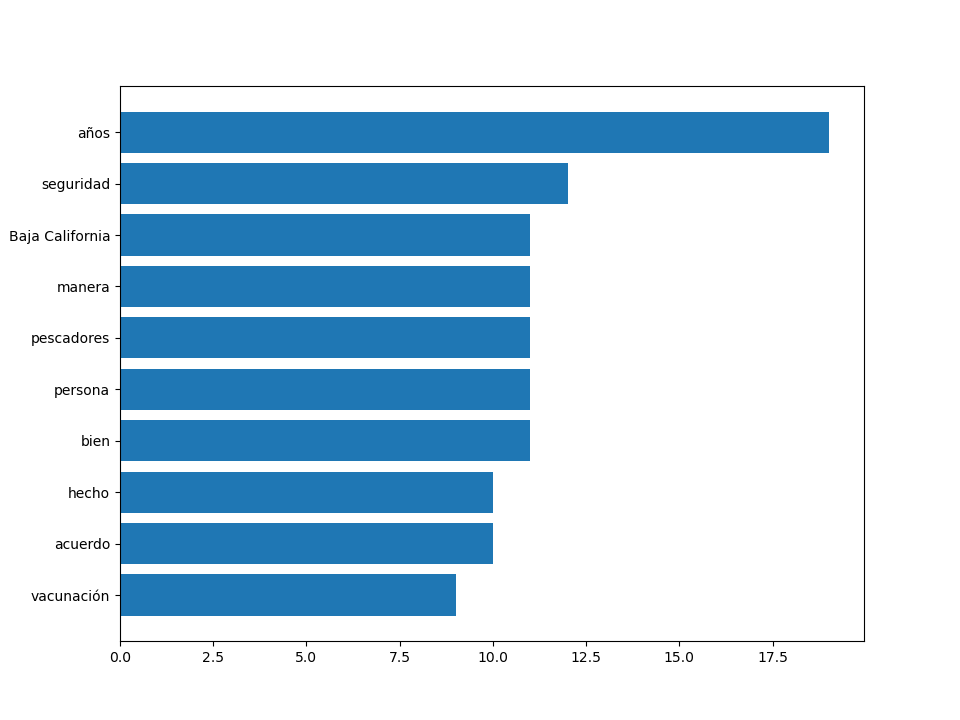 años
seguridad
Baja California
manera
pescadores
persona
bien
hecho
acuerdo
vacunación
0.0 2.5 5.0 7.5 10.0 12.5 15.0 17.5